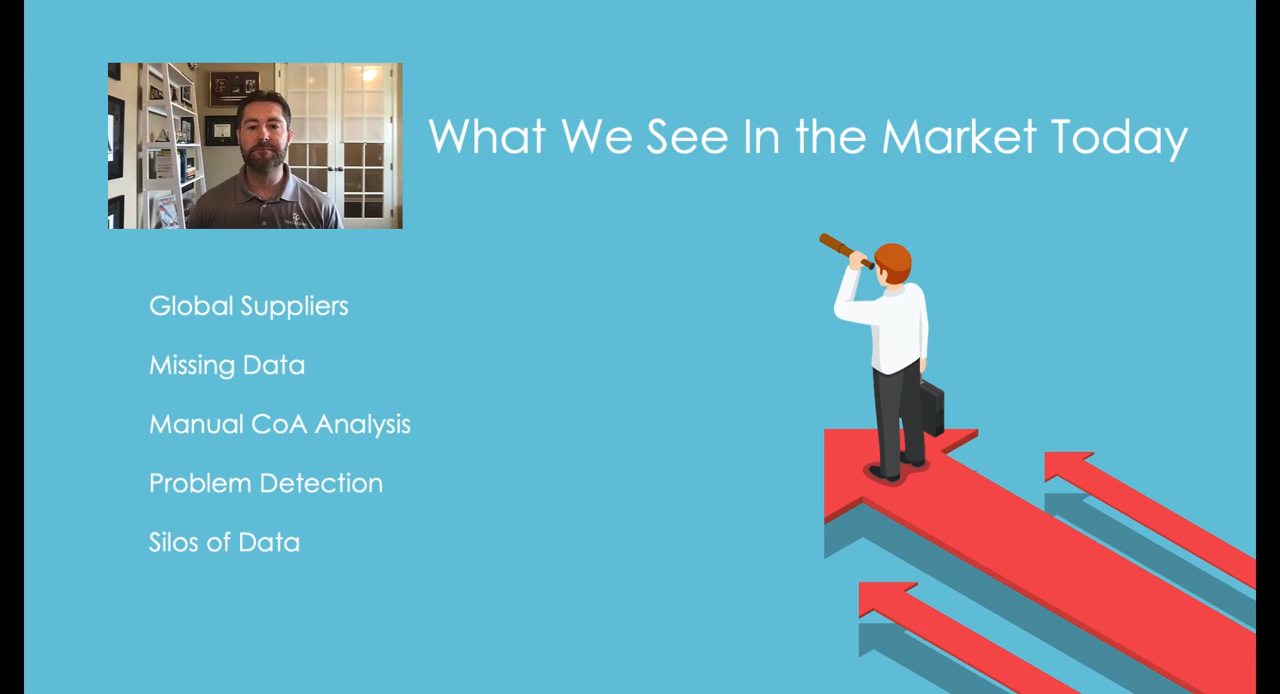 What We See In the Market Today
Global Suppliers
Missing Data
Manual CoA Analysis
Problem Detection
Silos of Data